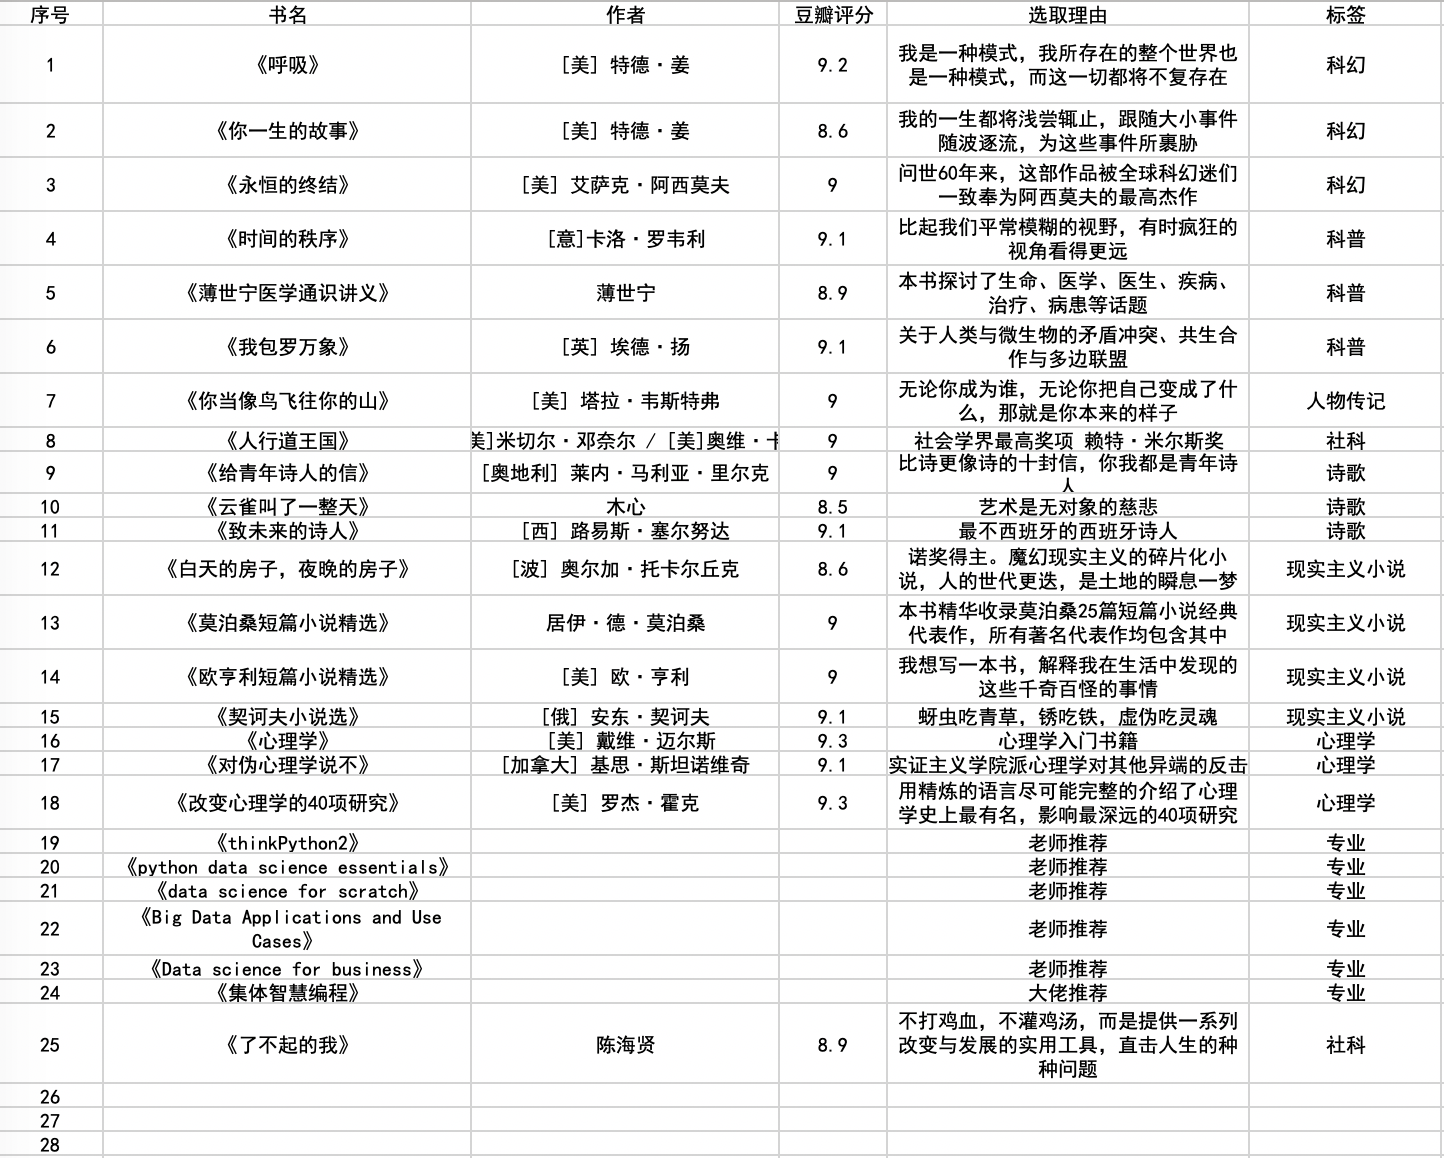 序号 书名 作者 豆瓣评分 选取理由 标签
1 《呼吸》 [美] 特德·姜 9.2 我是一种模式，我所存在的整个世界也
是一种模式，而这一切都将不复存在 科幻
2 《你一生的故事》 [美] 特德·姜 8.6 我的一生都将浅尝辄止，跟随大小事件
随波逐流，为这些事件所裹胁 科幻
3 《永恒的终结》 [美] 艾萨克·阿西莫夫 9 问世60年来，这部作品被全球科幻迷们
一致奉为阿西莫夫的最高杰作 科幻
4 《时间的秩序》 [意]卡洛·罗韦利 9.1 比起我们平常模糊的视野，有时疯狂的
视角看得更远 科普
5 《薄世宁医学通识讲义》 薄世宁 8.9 本书探讨了生命、医学、医生、疾病、
治疗、病患等话题 科普
6 《我包罗万象》 [英] 埃德·扬 9.1 关于人类与微生物的矛盾冲突、共生合
作与多边联盟 科普
7 《你当像鸟飞往你的山》 [美] 塔拉·韦斯特弗 9 无论你成为谁，无论你把自己变成了什
么，那就是你本来的样子 人物传记
8 《人行道王国》 美]米切尔·邓奈尔 / [美]奥维·卡 9 社会学界最高奖项 赖特·米尔斯奖 社科
9 《给青年诗人的信》 [奥地利] 莱内·马利亚·里尔克 9 比诗更像诗的十封信，你我都是青年诗
人 诗歌
10 《云雀叫了一整天》 木心 8.5 艺术是无对象的慈悲 诗歌
11 《致未来的诗人》 [西] 路易斯·塞尔努达 9.1 最不西班牙的西班牙诗人 诗歌
12 《白天的房子，夜晚的房子》 [波] 奥尔加·托卡尔丘克 8.6 诺奖得主。魔幻现实主义的碎片化小
说，人的世代更迭，是土地的瞬息一梦 现实主义小说
13 《莫泊桑短篇小说精选》 居伊·德·莫泊桑 9 本书精华收录莫泊桑25篇短篇小说经典
代表作，所有著名代表作均包含其中 现实主义小说
14 《欧亨利短篇小说精选》 [美] 欧·亨利 9 我想写一本书，解释我在生活中发现的
这些千奇百怪的事情 现实主义小说
15 《契诃夫小说选》 [俄] 安东·契诃夫 9.1 蚜虫吃青草，锈吃铁，虚伪吃灵魂 现实主义小说
16 《心理学》 [美] 戴维·迈尔斯 9.3 心理学入门书籍 心理学
17 《对伪心理学说不》 [加拿大] 基思·斯坦诺维奇 9.1 实证主义学院派心理学对其他异端的反击 心理学
18 《改变心理学的40项研究》 [美] 罗杰·霍克 9.3 用精炼的语言尽可能完整的介绍了心理
学史上最有名，影响最深远的40项研究 心理学
19 《thinkPython2》 老师推荐 专业
20 《python data science essentials》 老师推荐 专业
21 《data science for scratch》 老师推荐 专业
22 《Big Data Applications and Use
Cases》 老师推荐 专业
23 《Data science for business》 老师推荐 专业
24 《集体智慧编程》 大佬推荐 专业
25 《了不起的我》 陈海贤 8.9 不打鸡血，不灌鸡汤，而是提供一系列
改变与发展的实用工具，直击人生的种
种问题 社科
26
27
28